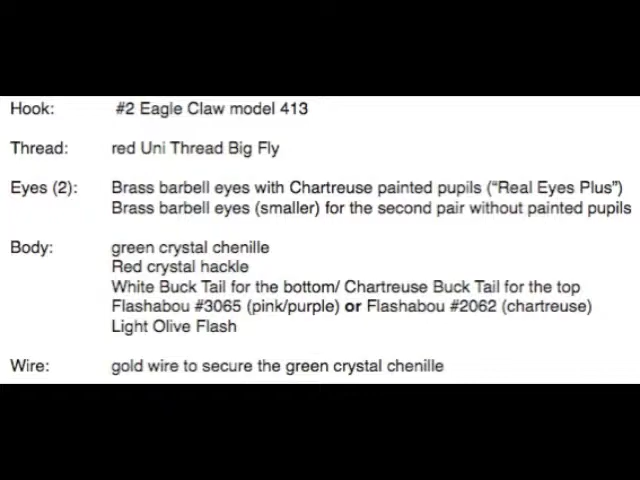 Hook: #2 Eagle Claw model 413
Thread: red Uni Thread Big Fly
Eyes (2): Brass barbell eyes with Chartreuse painted pupils (“Real Eyes Plus”)
Brass barbell eyes (smaller) for the second pair without painted pupils
Body: green crystal chenille
Red crystal hackle
White Buck Tail for the bottom/ Chartreuse Buck Tail for the top
Flashabou #3065 (pink/purple) or Flashabou #2062 (chartreuse)
Light Olive Flash
Wire: gold wire to secure the green crystal chenille